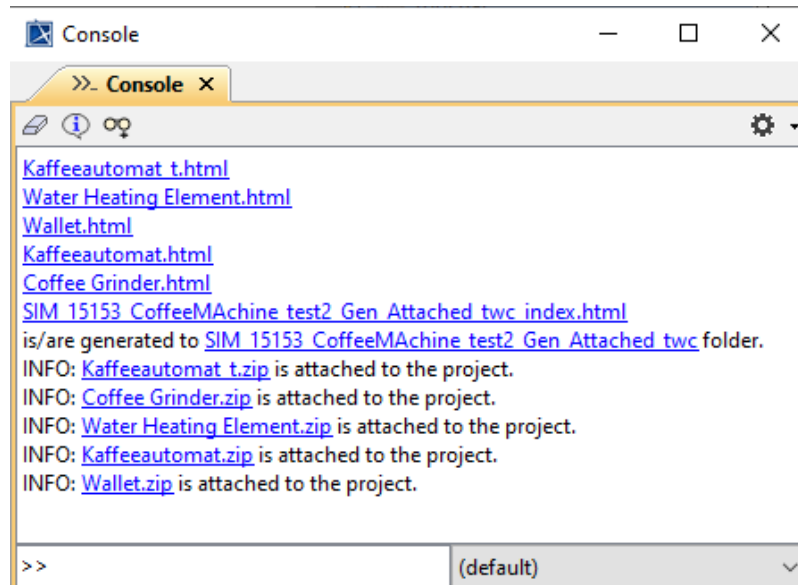 Console
Console
Kaffeeautomat_t.html
Water Heating Element.html
Wallet.html
Kaffeeautomat.html
Coffee Grinder.html
SIM_15153_CoffeeMAchine_test2_Gen_Attached_twc_index.html
is/are generated to SIM_15153_CoffeeMAchine_test2_Gen_Attached_twc folder.
INFO: Kaffeeautomat_t.zip is attached to the project.
INFO: Coffee Grinder.zip is attached to the project.
INFO: Water Heating Element.zip is attached to the project.
INFO: Kaffeeautomat.zip is attached to the project.
INFO: Wallet.zip is attached to the project.
>> (default)